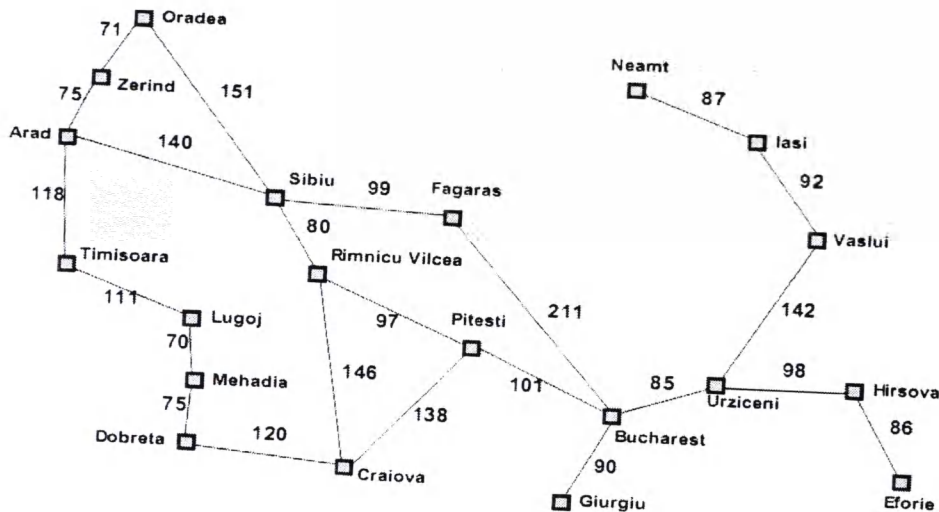 71
Oradea
Neamt
Zerind
87
75
151
Iasi
Arad
140
92
Sibiu
99
Fagaras
118
80
Vaslui
Timisoara
Rimnicu Vilcea
111
Lugoj
97
Pitesti
211
142
70
Mehadia
146
101
85
98
Hirsova
75
138
Urziceni
Dobreta
120
Bucharest
86
Craiova
90
Giurgiu
Eforie